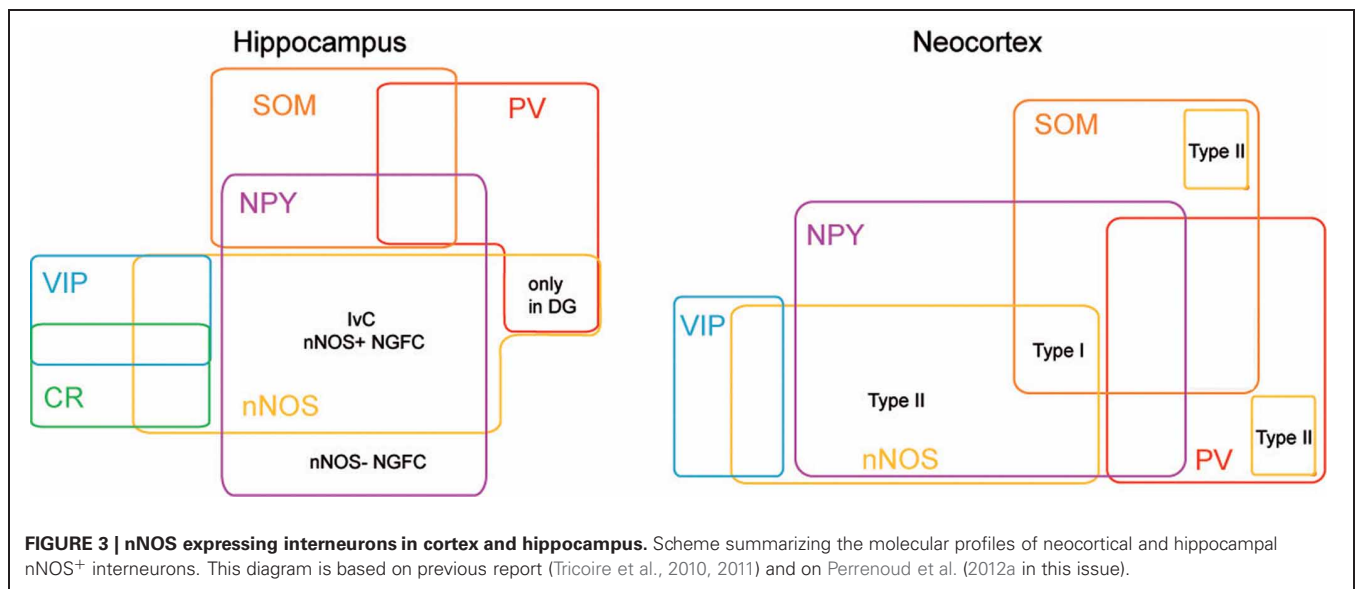 Hippocampus
SOM
PV
NPY
VIP
only
in DG
IvC
nNOS+ NGFC
CR
nNOS
nNOS- NGFC
Neocortex
SOM
Type II
NPY
VIP
Type I
Type II
nNOS
PV
Type II
FIGURE 3 | nNOS expressing interneurons in cortex and hippocampus. Scheme summarizing the molecular profiles of neocortical and hippocampal
nNOS⁺ interneurons. This diagram is based on previous report (Tricoire et al., 2010, 2011) and on Perrenoud et al. (2012a in this issue).